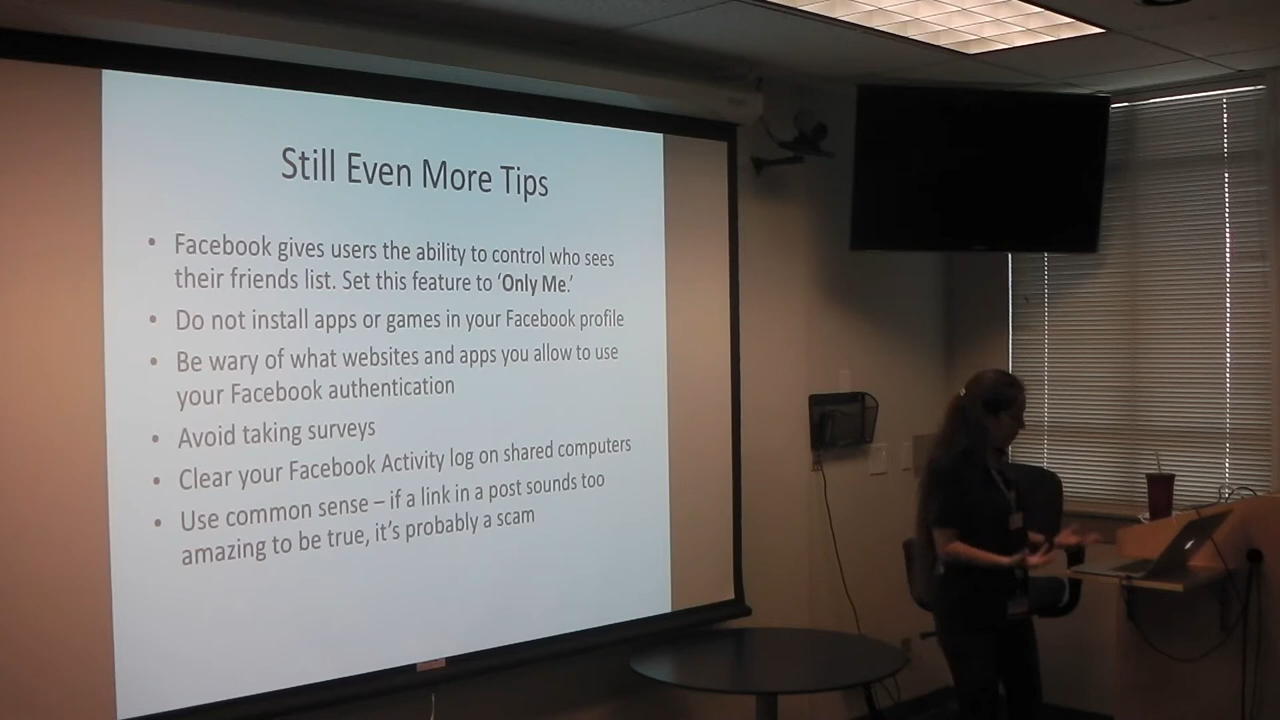 Still Even More Tips
• Facebook gives users the ability to control who sees
their friends list. Set this feature to ‘Only Me.’
• Do not install apps or games in your Facebook profile
• Be wary of what websites and apps you allow to use
your Facebook authentication
• Avoid taking surveys
• Clear your Facebook Activity log on shared computers
• Use common sense – if a link in a post sounds too
amazing to be true, it’s probably a scam